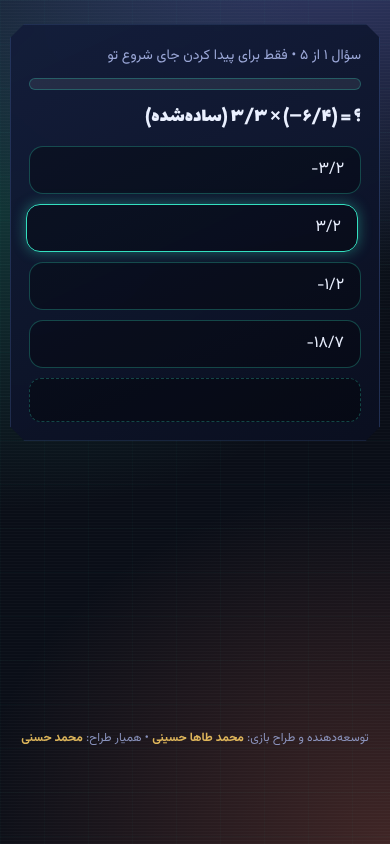 سؤال ۱ از ۵ • فقط برای پیدا کردن جای شروع تو
؟ = (−۶/۴) × ۳/۳ (ساده‌شده)
-۳/۲
۳/۲
-۱/۲
-۱۸/۷
توسعه‌دهنده و طراح بازی: محمد طاها حسینی • همیار طراح: محمد حسنی